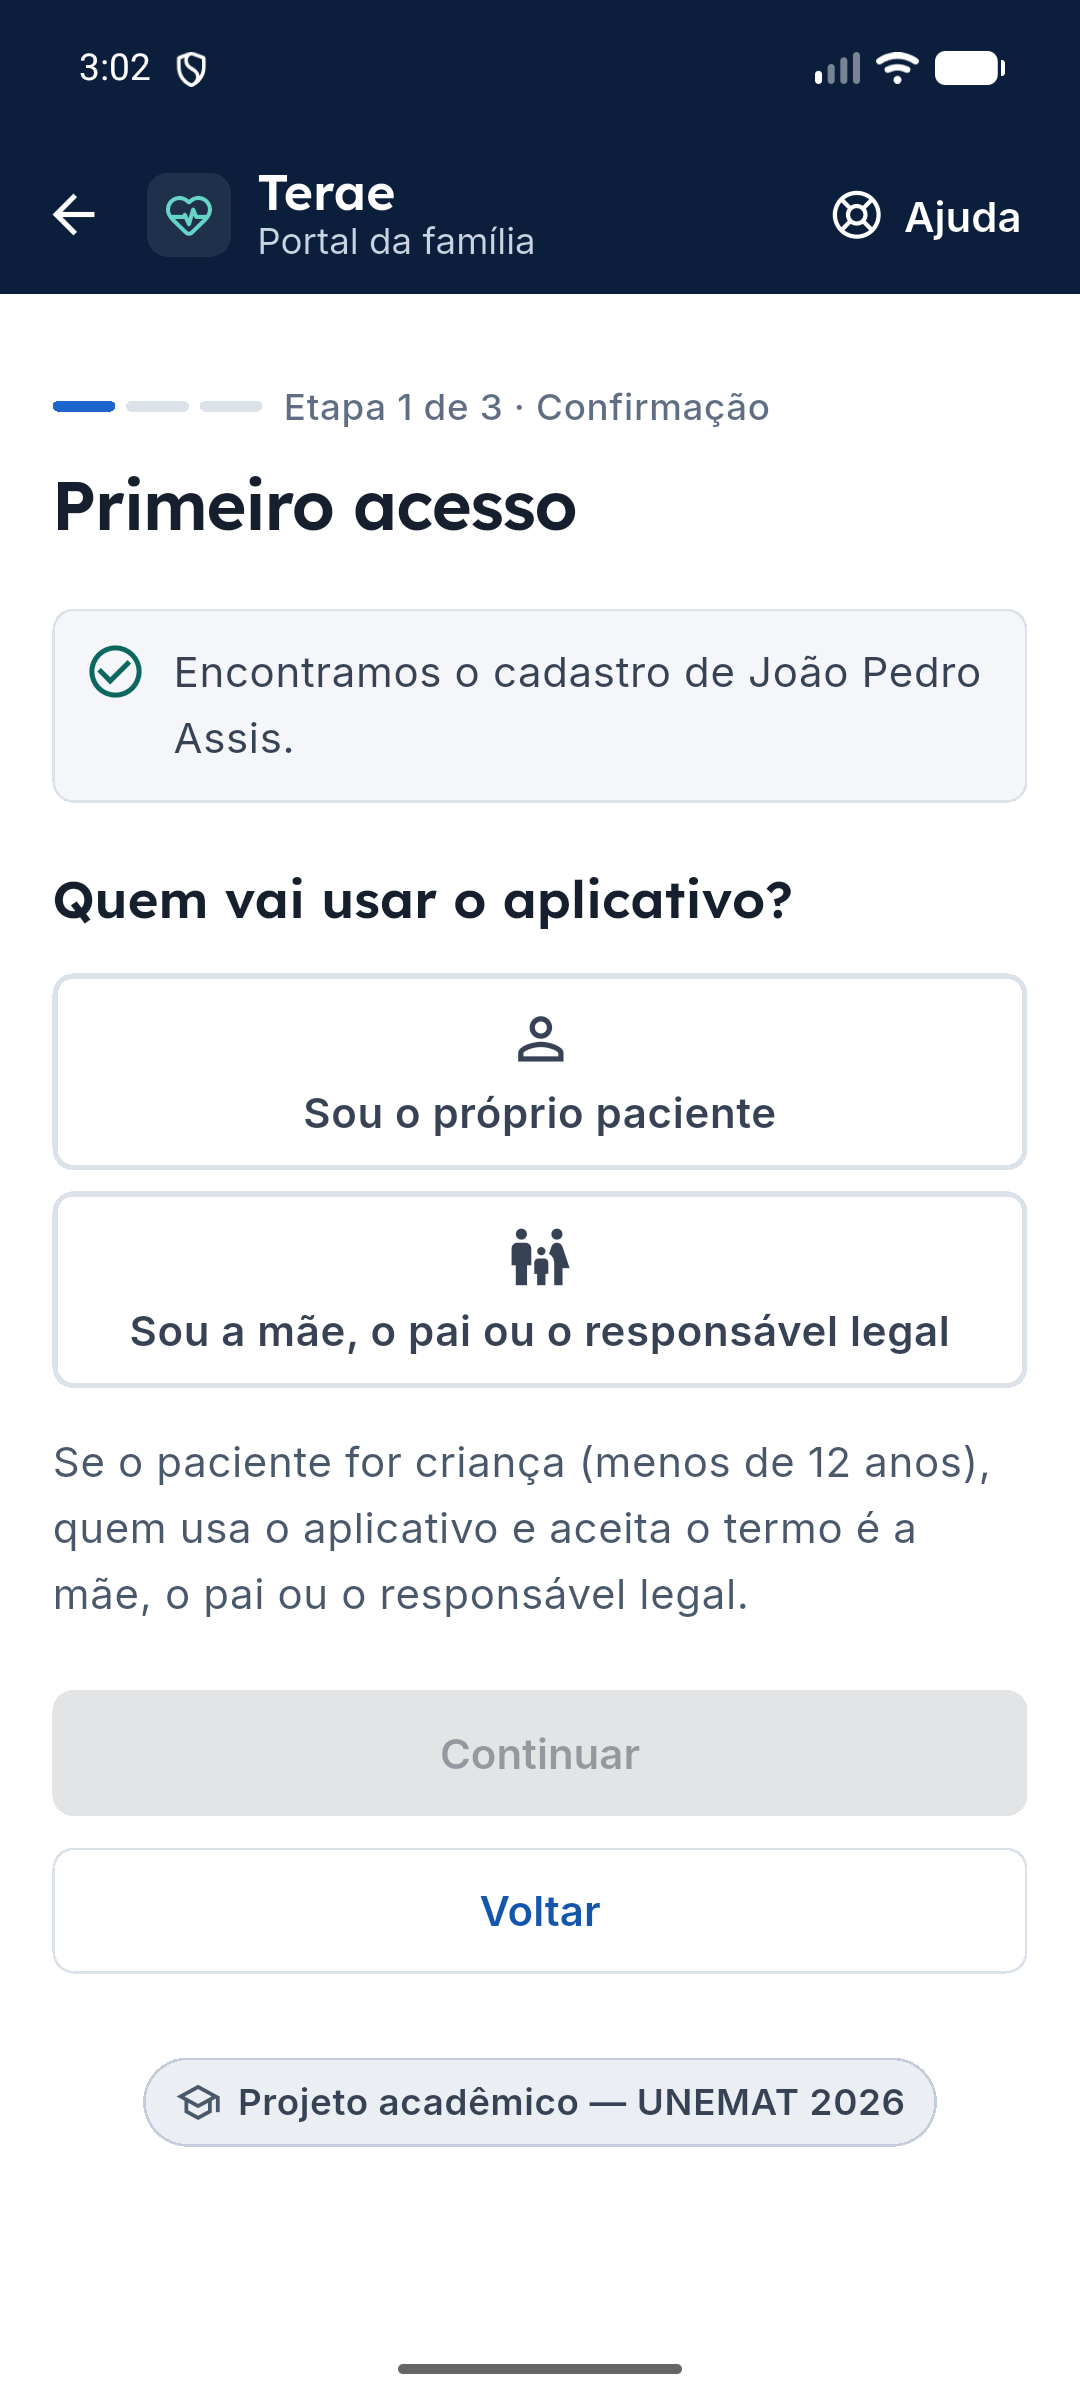 3:02
Terae
Portal da família
Ajuda
Etapa 1 de 3 · Confirmação
Primeiro acesso
Encontramos o cadastro de João Pedro
Assis.
Quem vai usar o aplicativo?
Sou o próprio paciente
Sou a mãe, o pai ou o responsável legal
Se o paciente for criança (menos de 12 anos),
quem usa o aplicativo e aceita o termo é a
mãe, o pai ou o responsável legal.
Continuar
Voltar
Projeto acadêmico — UNEMAT 2026